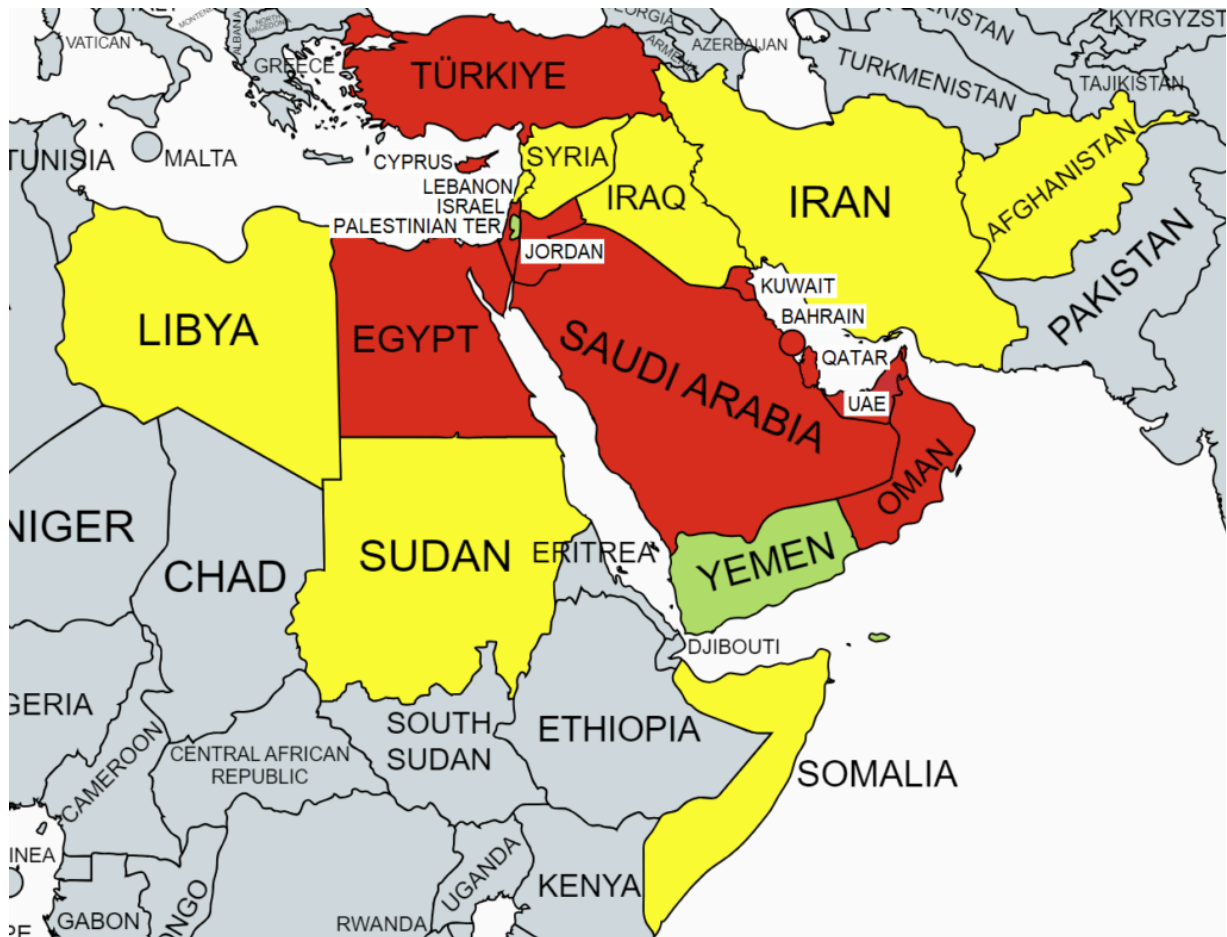 VATICAN
GREECE
TÜRKIYE
ARMENI
AZERBAIJAN
TURKMENISTAN
KYRGYZST
TAJIKISTAN
TUNISIA
MALTA
CYPRUS
SYRIA
LEBANON
ISRAEL
PALESTINIAN TER
JORDAN
IRAQ
IRAN
AFGHANISTAN
PAKISTAN
LIBYA
EGYPT
SAUDI ARABIA
KUWAIT
BAHRAIN
QATAR
UAE
OMAN
NIGER
CHAD
SUDAN
ERITREA
YEMEN
DJIBOUTI
GERIA
CAMEROON
CENTRAL AFRICAN
REPUBLIC
SOUTH
SUDAN
ETHIOPIA
SOMALIA
INEA
GABON
ONGO
UGANDA
KENYA
RWANDA